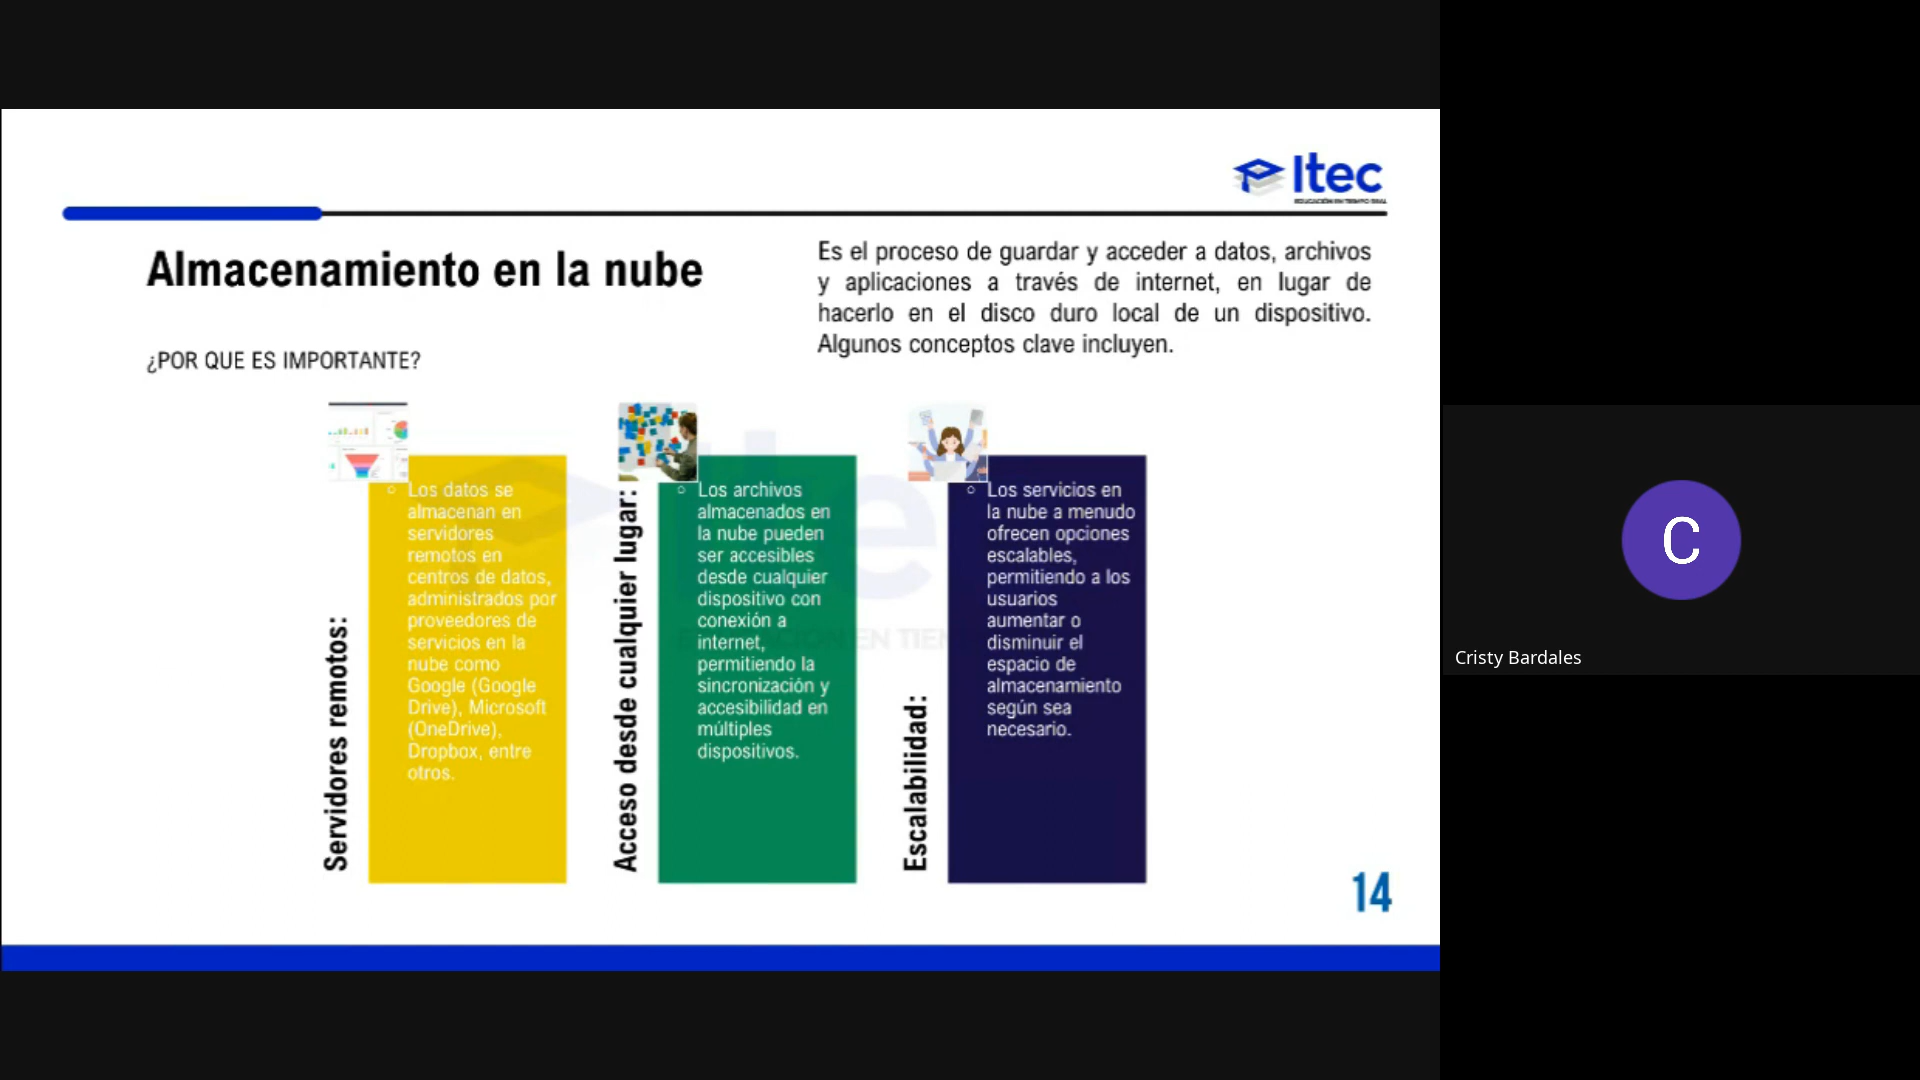 Itec
EDUCACIÓN EN TIEMPO REAL
Almacenamiento en la nube
Es el proceso de guardar y acceder a datos, archivos
y aplicaciones a través de internet, en lugar de
hacerlo en el disco duro local de un dispositivo.
Algunos conceptos clave incluyen.
¿POR QUE ES IMPORTANTE?
Servidores remotos:
Los datos se
almacenan en
servidores
remotos en
centros de datos,
administrados por
proveedores de
servicios en la
nube como
Google (Google
Drive), Microsoft
(OneDrive),
Dropbox, entre
otros.
Acceso desde cualquier lugar:
Los archivos
almacenados en
la nube pueden
ser accesibles
desde cualquier
dispositivo con
conexión a
internet,
permitiendo la
sincronización y
accesibilidad en
múltiples
dispositivos.
Escalabilidad:
Los servicios en
la nube a menudo
ofrecen opciones
escalables,
permitiendo a los
usuarios
aumentar o
disminuir el
espacio de
almacenamiento
según sea
necesario.
14
C
Cristy Bardales